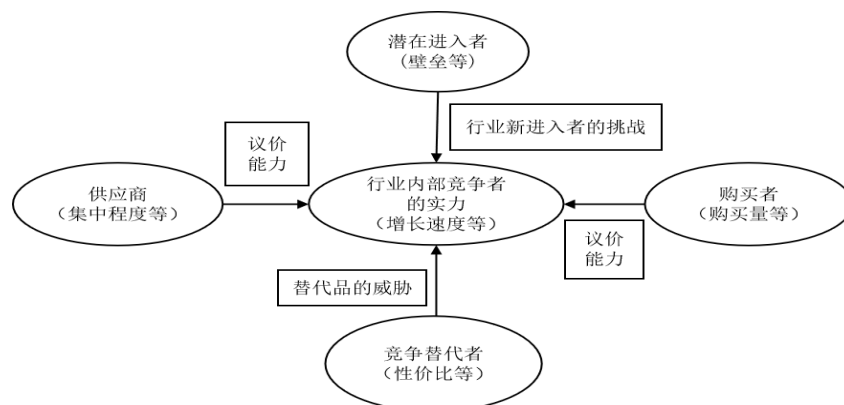 潜在进入者
(壁垒等)
行业新进入者的挑战
议价
能力
供应商
（集中程度等）
行业内部竞争者
的实力
（增长速度等）
购买者
（购买量等）
议价
能力
替代品的威胁
竞争替代者
（性价比等）